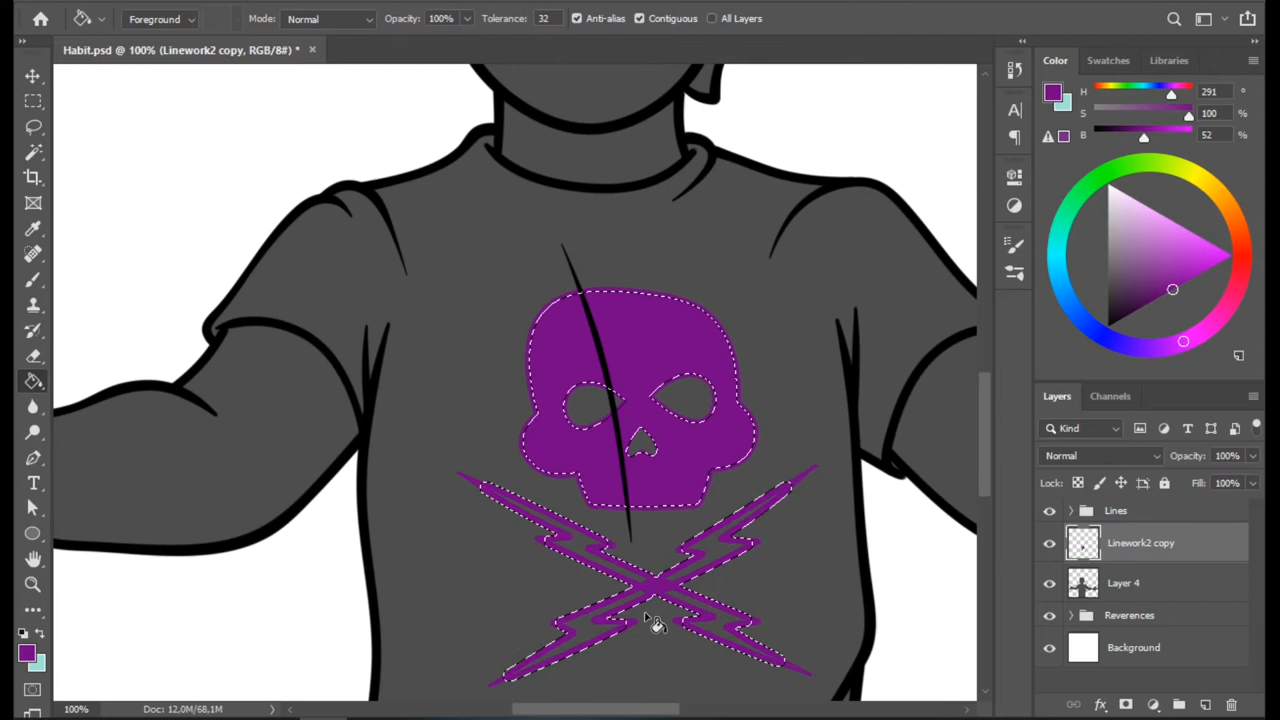 Foreground Mode: Normal Opacity: 100% Tolerance: 32 Anti-alias Contiguous All Layers
Habit.psd @ 100% (Linework2 copy, RGB/8#) *
Color Swatches Libraries
H 291 °
S 100 %
B 52 %
Layers Channels
Kind
Normal Opacity: 100%
Lock: Fill: 100%
Lines
Linework2 copy
Layer 4
Reverences
Background
100% Doc: 12,0M/68,1M